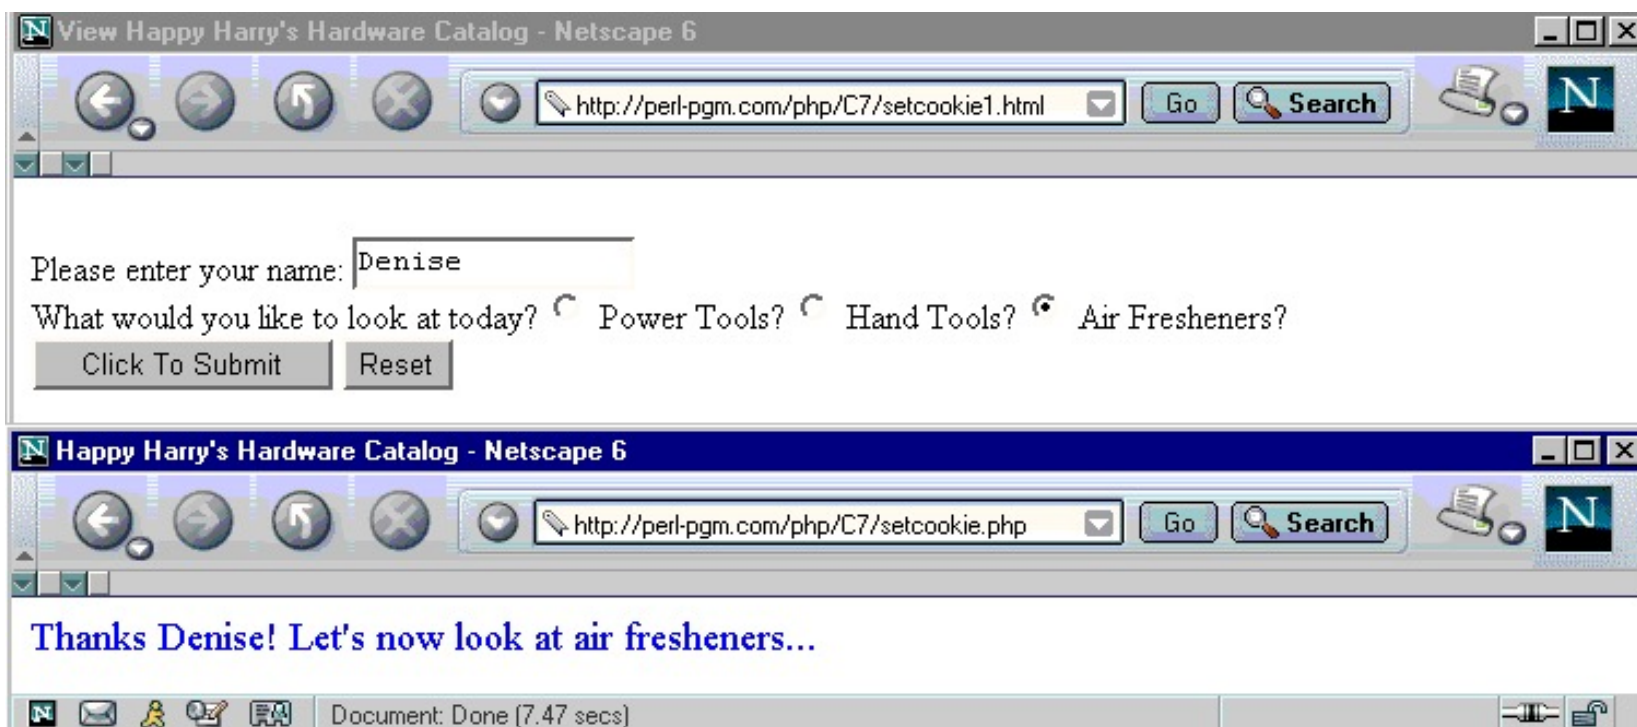 N View Happy Harry's Hardware Catalog - Netscape 6
http://perl-pgm.com/php/C7/setcookie1.html Go Search N
Please enter your name: Denise
What would you like to look at today? Power Tools? Hand Tools? Air Fresheners?
Click To Submit Reset
N Happy Harry's Hardware Catalog - Netscape 6
http://perl-pgm.com/php/C7/setcookie.php Go Search N
Thanks Denise! Let's now look at air fresheners...
N Document: Done (7.47 secs)